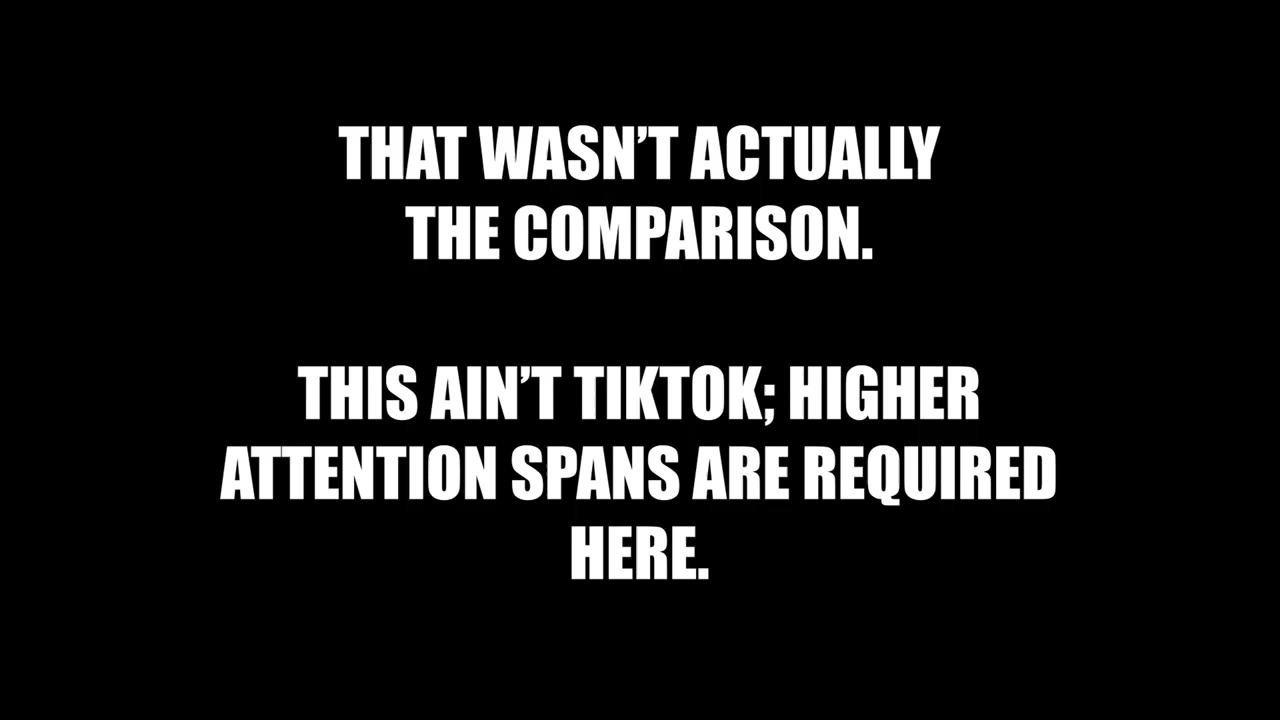 THAT WASN’T ACTUALLY
THE COMPARISON.
THIS AIN’T TIKTOK; HIGHER
ATTENTION SPANS ARE REQUIRED
HERE.